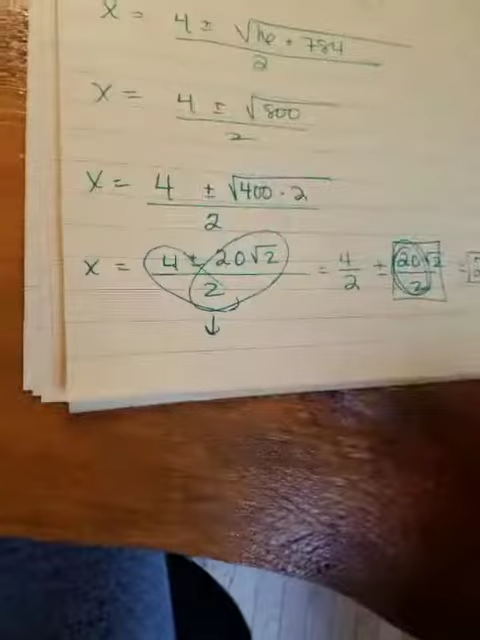 x = 4 ± √16 + 784 / 2
x = 4 ± √800 / 2
x = 4 ± √400 · 2 / 2
x = 4 ± 20√2 / 2 = 4/2 ± 20√2 / 2 =
↓